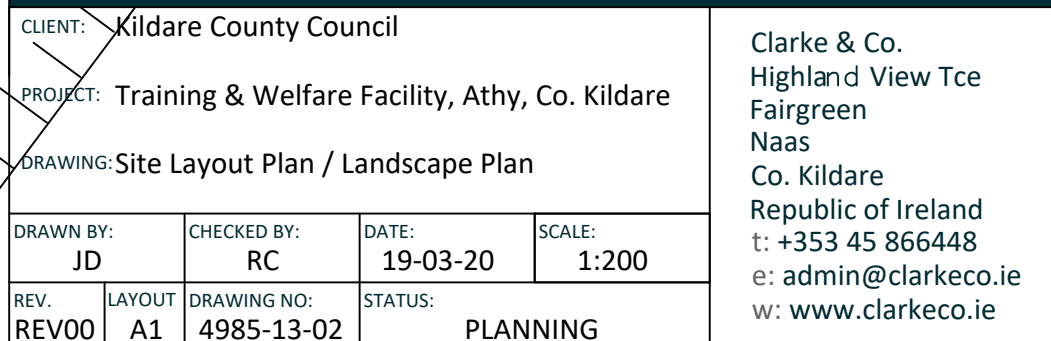 CLIENT: Kildare County Council
PROJECT: Training & Welfare Facility, Athy, Co. Kildare
DRAWING: Site Layout Plan / Landscape Plan
DRAWN BY: CHECKED BY: DATE: SCALE:
JD RC 19-03-20 1:200
REV. LAYOUT DRAWING NO: STATUS:
REV00 A1 4985-13-02 PLANNING
Clarke & Co.
Highland View Tce
Fairgreen
Naas
Co. Kildare
Republic of Ireland
t: +353 45 866448
e: admin@clarkeco.ie
w: www.clarkeco.ie